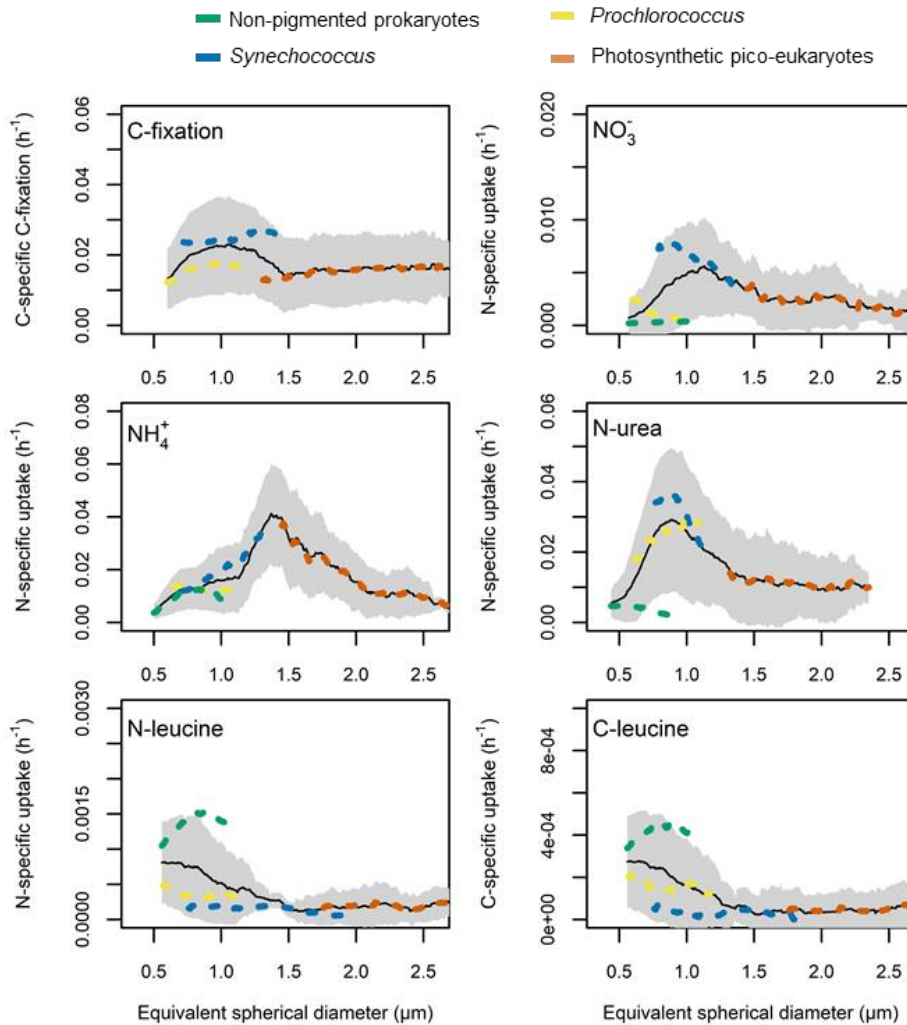 Non-pigmented prokaryotes
Prochlorococcus
Synechococcus
Photosynthetic pico-eukaryotes
C-fixation
C-specific C-fixation (h⁻¹)
0.00 0.02 0.04 0.06
0.5 1.0 1.5 2.0 2.5
NO₃⁻
N-specific uptake (h⁻¹)
0.000 0.010 0.020
0.5 1.0 1.5 2.0 2.5
NH₄⁺
N-specific uptake (h⁻¹)
0.00 0.02 0.04 0.06 0.08
0.5 1.0 1.5 2.0 2.5
N-urea
N-specific uptake (h⁻¹)
0.00 0.02 0.04 0.06
0.5 1.0 1.5 2.0 2.5
N-leucine
N-specific uptake (h⁻¹)
0.0000 0.0015 0.0030
0.5 1.0 1.5 2.0 2.5
Equivalent spherical diameter (µm)
C-leucine
C-specific uptake (h⁻¹)
0e+00 4e-04 8e-04
0.5 1.0 1.5 2.0 2.5
Equivalent spherical diameter (µm)